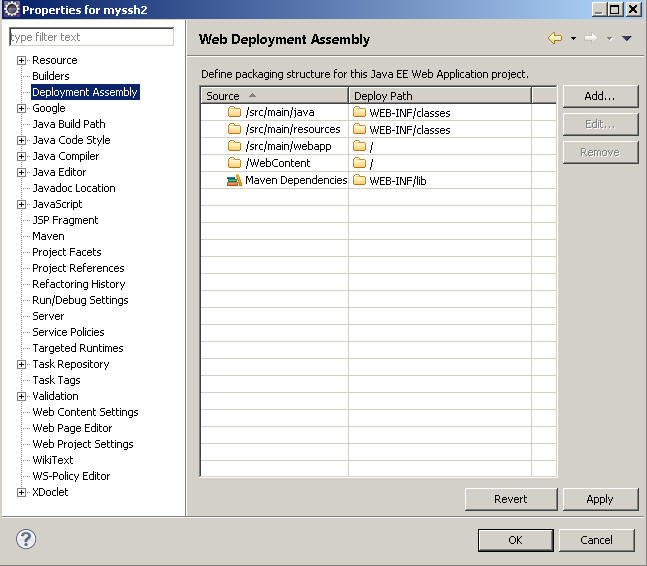 Properties for myssh2
type filter text
Resource
Builders
Deployment Assembly
Google
Java Build Path
Java Code Style
Java Compiler
Java Editor
Javadoc Location
JavaScript
JSP Fragment
Maven
Project Facets
Project References
Refactoring History
Run/Debug Settings
Server
Service Policies
Targeted Runtimes
Task Repository
Task Tags
Validation
Web Content Settings
Web Page Editor
Web Project Settings
WikiText
WS-Policy Editor
XDoclet
Web Deployment Assembly
Define packaging structure for this Java EE Web Application project.
Source Deploy Path
/src/main/java WEB-INF/classes
/src/main/resources WEB-INF/classes
/src/main/webapp /
/WebContent /
Maven Dependencies WEB-INF/lib
Add...
Edit...
Remove
Revert Apply
? OK Cancel